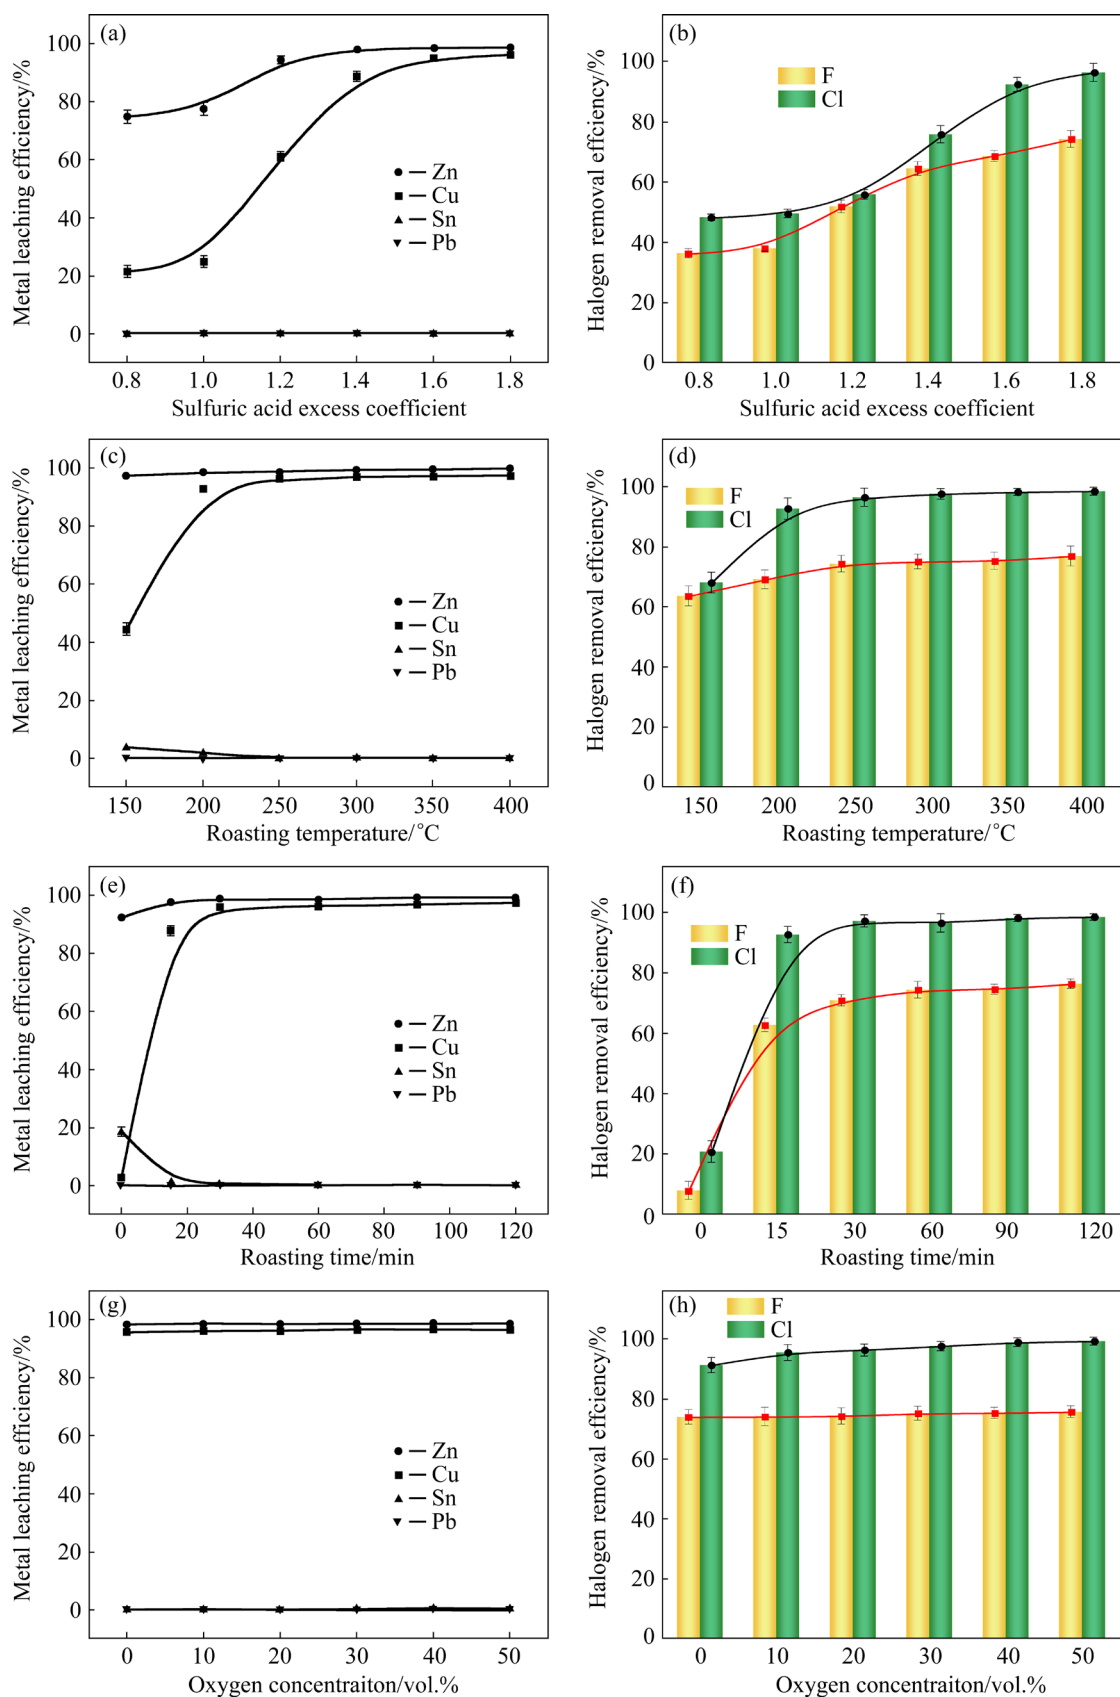 (a)
Metal leaching efficiency/%
100
80
60
40
20
0
Zn
Cu
Sn
Pb
0.8 1.0 1.2 1.4 1.6 1.8
Sulfuric acid excess coefficient
(b)
Halogen removal effciency/%
100
80
60
40
20
0
F
Cl
0.8 1.0 1.2 1.4 1.6 1.8
Sulfuric acid excess coefficient
(c)
Metal leaching efficiency/%
100
80
60
40
20
0
Zn
Cu
Sn
Pb
150 200 250 300 350 400
Roasting temperature/°C
(d)
Halogen removal effciency/%
100
80
60
40
20
0
F
Cl
150 200 250 300 350 400
Roasting temperature/°C
(e)
Metal leaching efficiency/%
100
80
60
40
20
0
Zn
Cu
Sn
Pb
0 20 40 60 80 100 120
Roasting time/min
(f)
Halogen removal effciency/%
100
80
60
40
20
0
F
Cl
0 15 30 60 90 120
Roasting time/min
(g)
Metal leaching efficiency/%
100
80
60
40
20
0
Zn
Cu
Sn
Pb
0 10 20 30 40 50
Oxygen concentraiton/vol.%
(h)
Halogen removal effciency/%
100
80
60
40
20
0
F
Cl
0 10 20 30 40 50
Oxygen concentraiton/vol.%